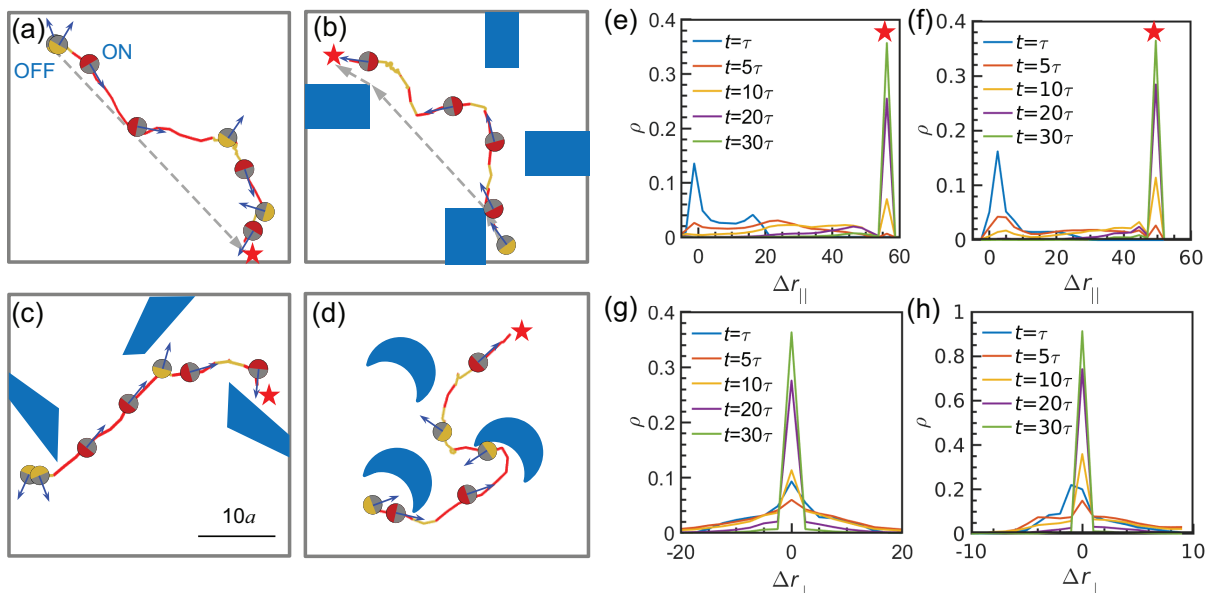 (a)
ON
OFF
(b)
(c)
10a
(d)
(e)
0.4
0.3
0.2
0.1
0
ρ
t=τ
t=5τ
t=10τ
t=20τ
t=30τ
0 20 40 60
Δr||
(f)
0.4
0.3
0.2
0.1
0
ρ
t=τ
t=5τ
t=10τ
t=20τ
t=30τ
0 20 40 60
Δr||
(g)
0.4
0.3
0.2
0.1
0
ρ
t=τ
t=5τ
t=10τ
t=20τ
t=30τ
-20 0 20
Δr⊥
(h)
1
0.8
0.6
0.4
0.2
0
ρ
t=τ
t=5τ
t=10τ
t=20τ
t=30τ
-10 0 10
Δr⊥